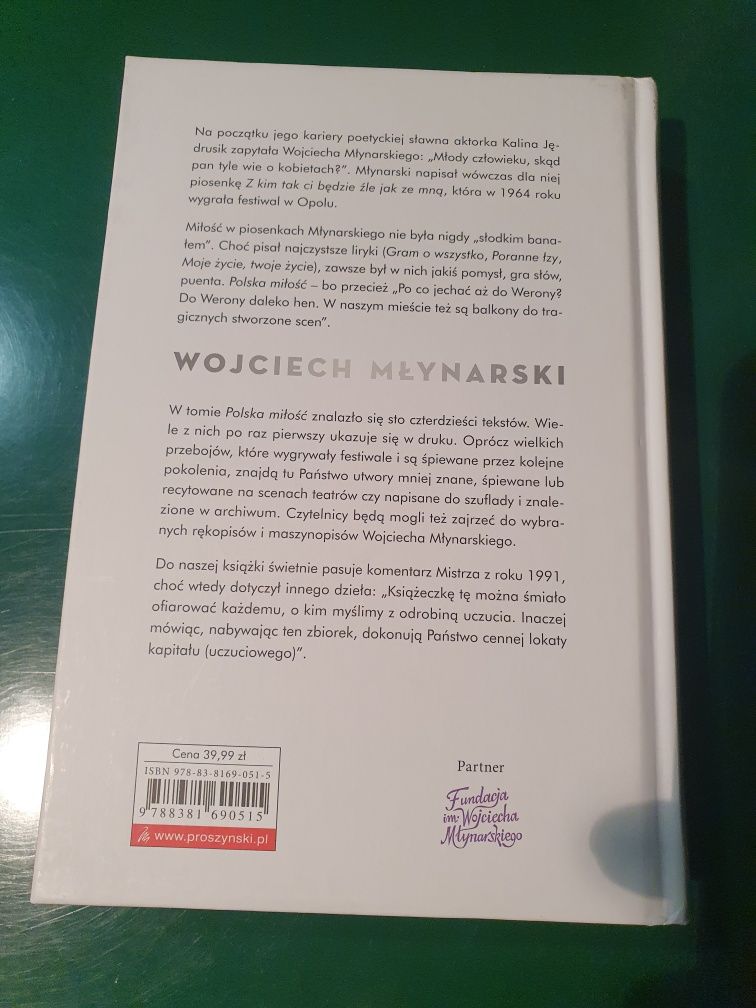 Na początku jego kariery poetyckiej sławna aktorka Kalina Ję-
drusik zapytała Wojciecha Młynarskiego: „Młody człowieku, skąd
pan tyle wie o kobietach?”. Młynarski napisał wówczas dla niej
piosenkę Z kim tak ci będzie źle jak ze mną, która w 1964 roku
wygrała festiwal w Opolu.
Miłość w piosenkach Młynarskiego nie była nigdy „słodkim bana-
łem”. Choć pisał najczystsze liryki (Gram o wszystko, Poranne łzy,
Moje życie, twoje życie), zawsze był w nich jakiś pomysł, gra słów,
puenta. Polska miłość – bo przecież „Po co jechać aż do Werony?
Do Werony daleko hen. W naszym mieście też są balkony do tra-
gicznych stworzone scen”.
WOJCIECH MŁYNARSKI
W tomie Polska miłość znalazło się sto czterdzieści tekstów. Wie-
le z nich po raz pierwszy ukazuje się w druku. Oprócz wielkich
przebojów, które wygrywały festiwale i są śpiewane przez kolejne
pokolenia, znajdą tu Państwo utwory mniej znane, śpiewane lub
recytowane na scenach teatrów czy napisane do szuflady i znale-
zione w archiwum. Czytelnicy będą mogli też zajrzeć do wybra-
nych rękopisów i maszynopisów Wojciecha Młynarskiego.
Do naszej książki świetnie pasuje komentarz Mistrza z roku 1991,
choć wtedy dotyczył innego dzieła: „Książeczkę tę można śmiało
ofiarować każdemu, o kim myślimy z odrobiną uczucia. Inaczej
mówiąc, nabywając ten zbiorek, dokonują Państwo cennej lokaty
kapitału (uczuciowego)”.
Cena 39,99 zł
ISBN 978-83-8169-051-5
9 788381 690515
www.proszynski.pl
Partner
Fundacja
im. Wojciecha
Młynarskiego